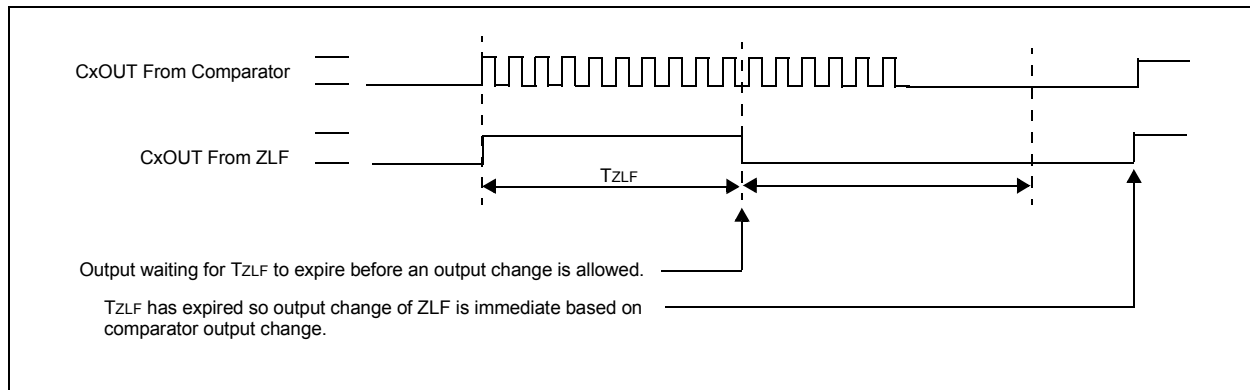 CxOUT From Comparator
CxOUT From ZLF
TZLF
Output waiting for TZLF to expire before an output change is allowed.
TZLF has expired so output change of ZLF is immediate based on
comparator output change.